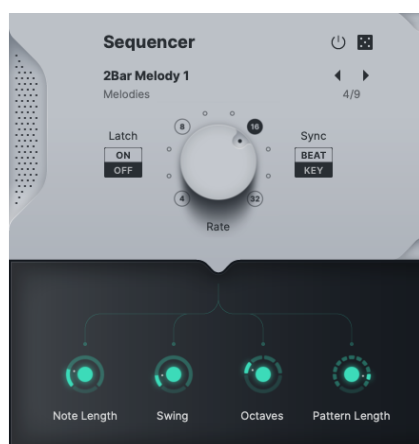 Sequencer
2Bar Melody 1
Melodies
4/9
8
16
Latch
Sync
ON
OFF
BEAT
KEY
4
32
Rate
Note Length
Swing
Octaves
Pattern Length